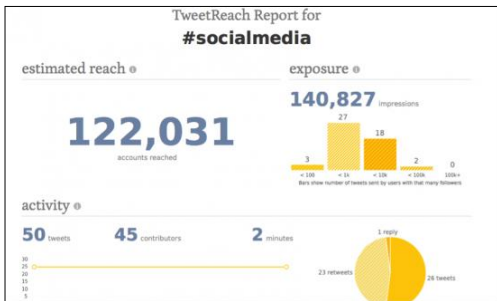 TweetReach Report for
#socialmedia
estimated reach
exposure
122,031
accounts reached
140,827 impressions
27
18
3
2
0
< 100
< 1k
< 10k
< 100k
100k+
Bars show number of tweets sent by users with that many followers
activity
50 tweets
45 contributors
2 minutes
30
25
20
15
10
5
1 reply
23 retweets
26 tweets